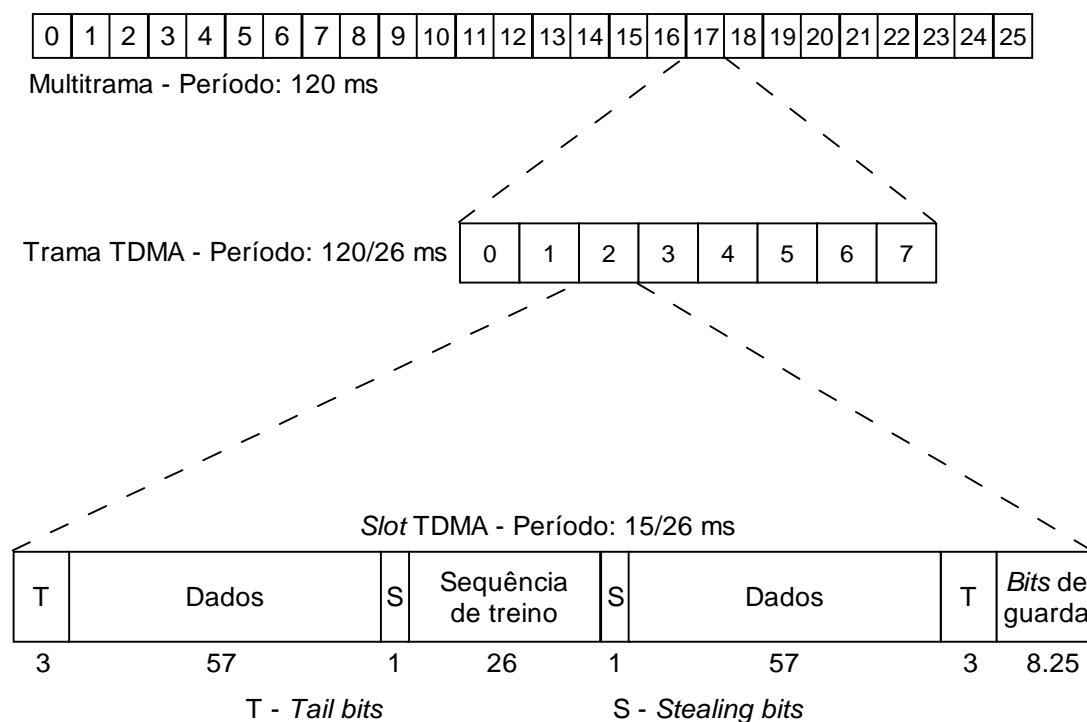 0 1 2 3 4 5 6 7 8 9 10 11 12 13 14 15 16 17 18 19 20 21 22 23 24 25
Multitrama - Período: 120 ms
Trama TDMA - Período: 120/26 ms
0 1 2 3 4 5 6 7
Slot TDMA - Período: 15/26 ms
T Dados S Sequência de treino S Dados T Bits de guarda
3 57 1 26 1 57 3 8.25
T - Tail bits S - Stealing bits